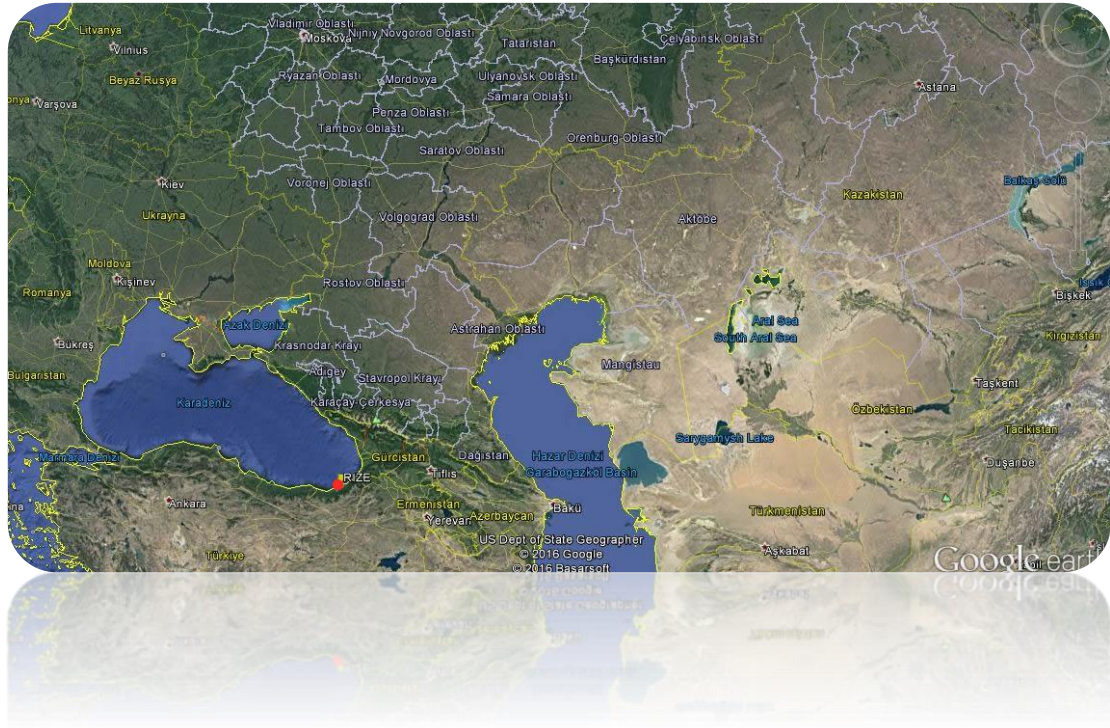 Vladimir Oblastı
Litvanya
Moskova
Nijniy Novgorod Oblastı
Çelyabinsk Oblastı
Tataristan
Vilnius
Başkürdistan
Beyaz Rusya
Ryazan Oblastı
Mordovya
Ulyanovsk Oblastı
Astana
Varşova
Samara Oblastı
Penza Oblastı
Tambov Oblastı
Orenburg Oblastı
Saratov Oblastı
Kiev
Voronej Oblastı
Balkaş Gölü
Kazakistan
Ukrayna
Volgograd Oblastı
Aktöbe
Moldova
Kişinev
Rostov Oblastı
Romanya
Bişkek
Azak Denizi
Astrahan Oblastı
Aral Sea
South Aral Sea
Kırgizistan
Bükreş
Krasnodar Krayı
Mangistau
Adigey
Stavropol Krayı
Bulgaristan
Taşkent
Karaçay-Çerkesya
Karadeniz
Özbekistan
Tacikistan
Sarygamysh Lake
Marmara Denizi
Gürcistan
Dağıstan
Hazar Denizi
Garabogazköl Basin
Duşanbe
Tiflis
RİZE
Ankara
Ermenistan
Bakü
Türkmenistan
Yerevan
Azerbaycan
US Dept of State Geographer
Türkiye
© 2016 Google
Aşkabat
Google earth
© 2016 Basarsoft